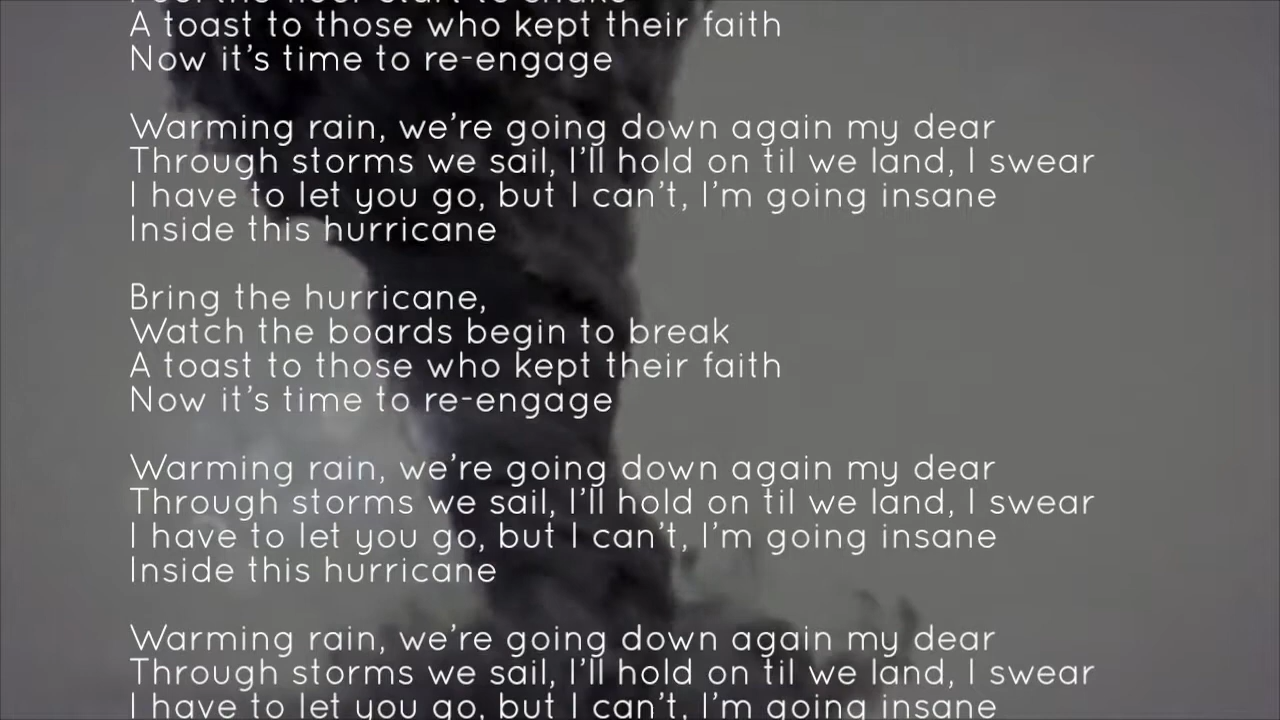 A toast to those who kept their faith
Now it's time to re-engage
Warming rain, we're going down again my dear
Through storms we sail, I'll hold on til we land, I swear
I have to let you go, but I can't, I'm going insane
Inside this hurricane
Bring the hurricane,
Watch the boards begin to break
A toast to those who kept their faith
Now it's time to re-engage
Warming rain, we're going down again my dear
Through storms we sail, I'll hold on til we land, I swear
I have to let you go, but I can't, I'm going insane
Inside this hurricane
Warming rain, we're going down again my dear
Through storms we sail, I'll hold on til we land, I swear
I have to let you go, but I can't, I'm going insane